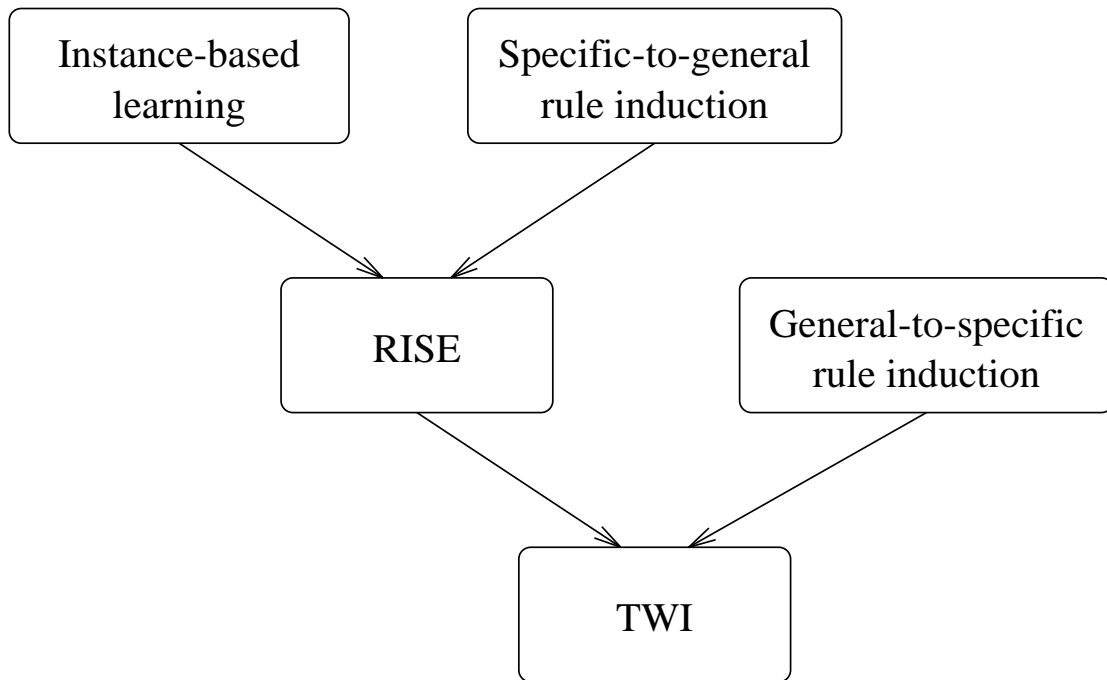 Instance-based
learning
Specific-to-general
rule induction
RISE
General-to-specific
rule induction
TWI